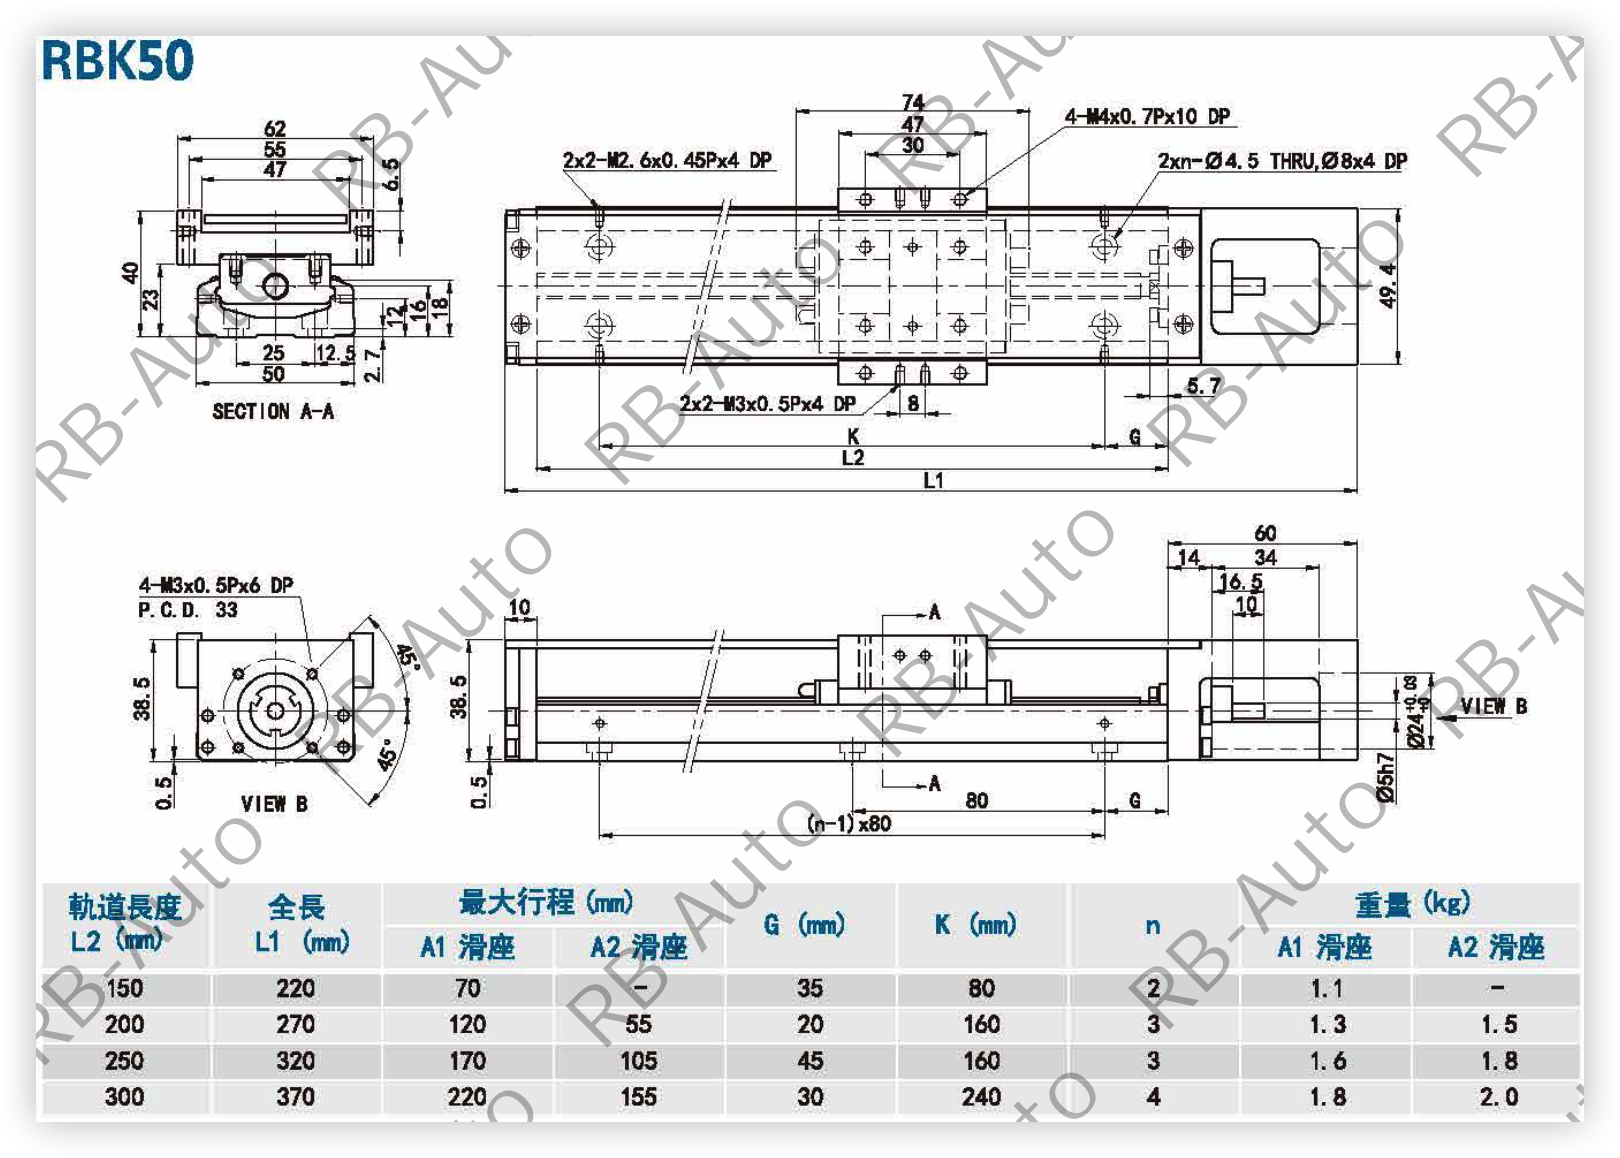 RBK50
62
55
47
6.5
40
23
12
16
18
25
12.5
50
2.7
SECTION A-A
74
47
30
4-M4x0.7Px10 DP
2x2-M2.6x0.45Px4 DP
2xn-Ø4.5 THRU,Ø8x4 DP
49.4
5.7
2x2-M3x0.5Px4 DP
8
K
G
L2
L1
4-M3x0.5Px6 DP
P.C.D. 33
45°
45°
38.5
0.5
VIEW B
10
38.5
0.5
A
A
80
G
(n-1)x80
60
14
34
16.5
10
Ø24+0.03
+0
Ø5h7
VIEW B
軌道長度 全長 最大行程(mm) G (mm) K (mm) n 重量(kg)
L2 (mm) L1 (mm) A1 滑座 A2 滑座 A1 滑座 A2 滑座
150 220 70 - 35 80 2 1.1 -
200 270 120 55 20 160 3 1.3 1.5
250 320 170 105 45 160 3 1.6 1.8
300 370 220 155 30 240 4 1.8 2.0
RB-Auto